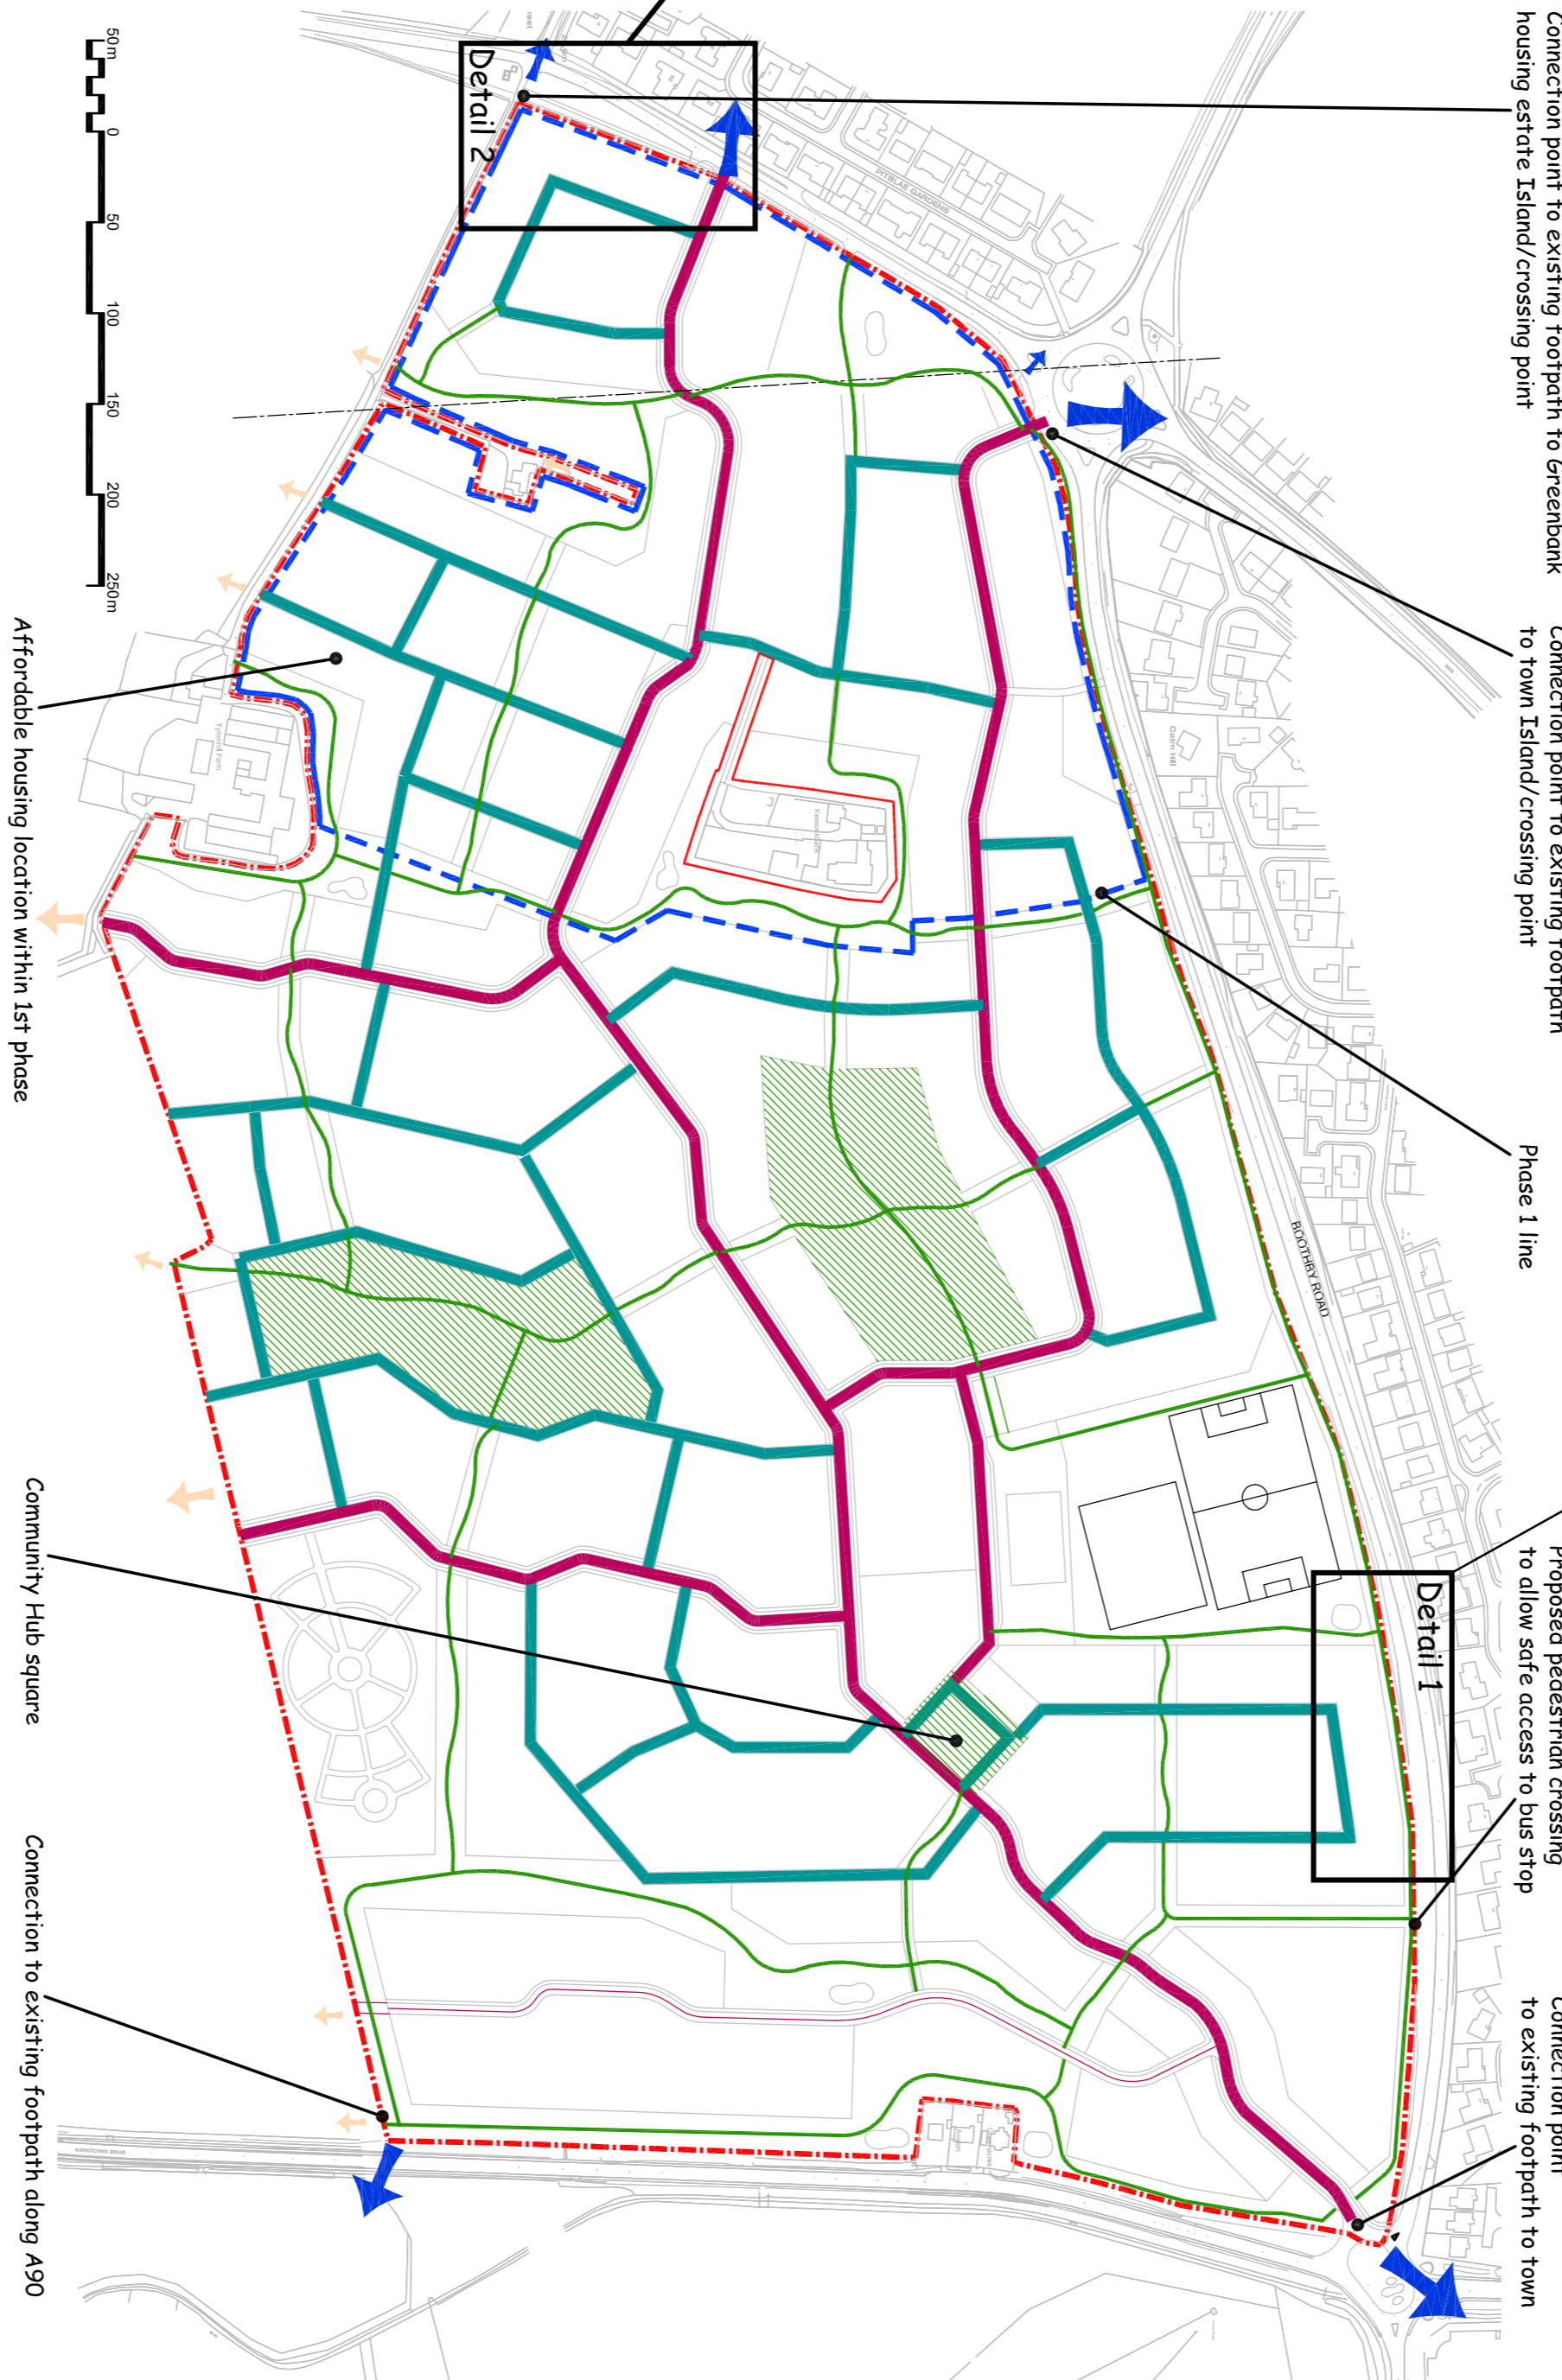 Connection point to existing footpath to Greenbank
housing estate Island/crossing point
Connection point to existing footpath
to town Island/crossing point
Phase 1 line
Proposed pedestrian crossing
to allow safe access to bus stop
Connection point
to existing footpath to town
Detail 2
Detail 1
PITBLAE GARDENS
Cairn Hill
BOOTHBY ROAD
Tyronhill Farm
50m
0
50
100
150
200
250m
Affordable housing location within 1st phase
Community Hub square
Connection to existing footpath along A90